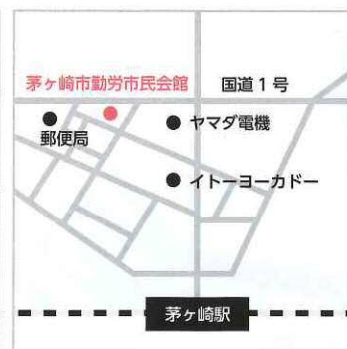 茅ヶ崎市勤労市民会館
国道1号
郵便局
ヤマダ電機
イトーヨーカドー
茅ヶ崎駅